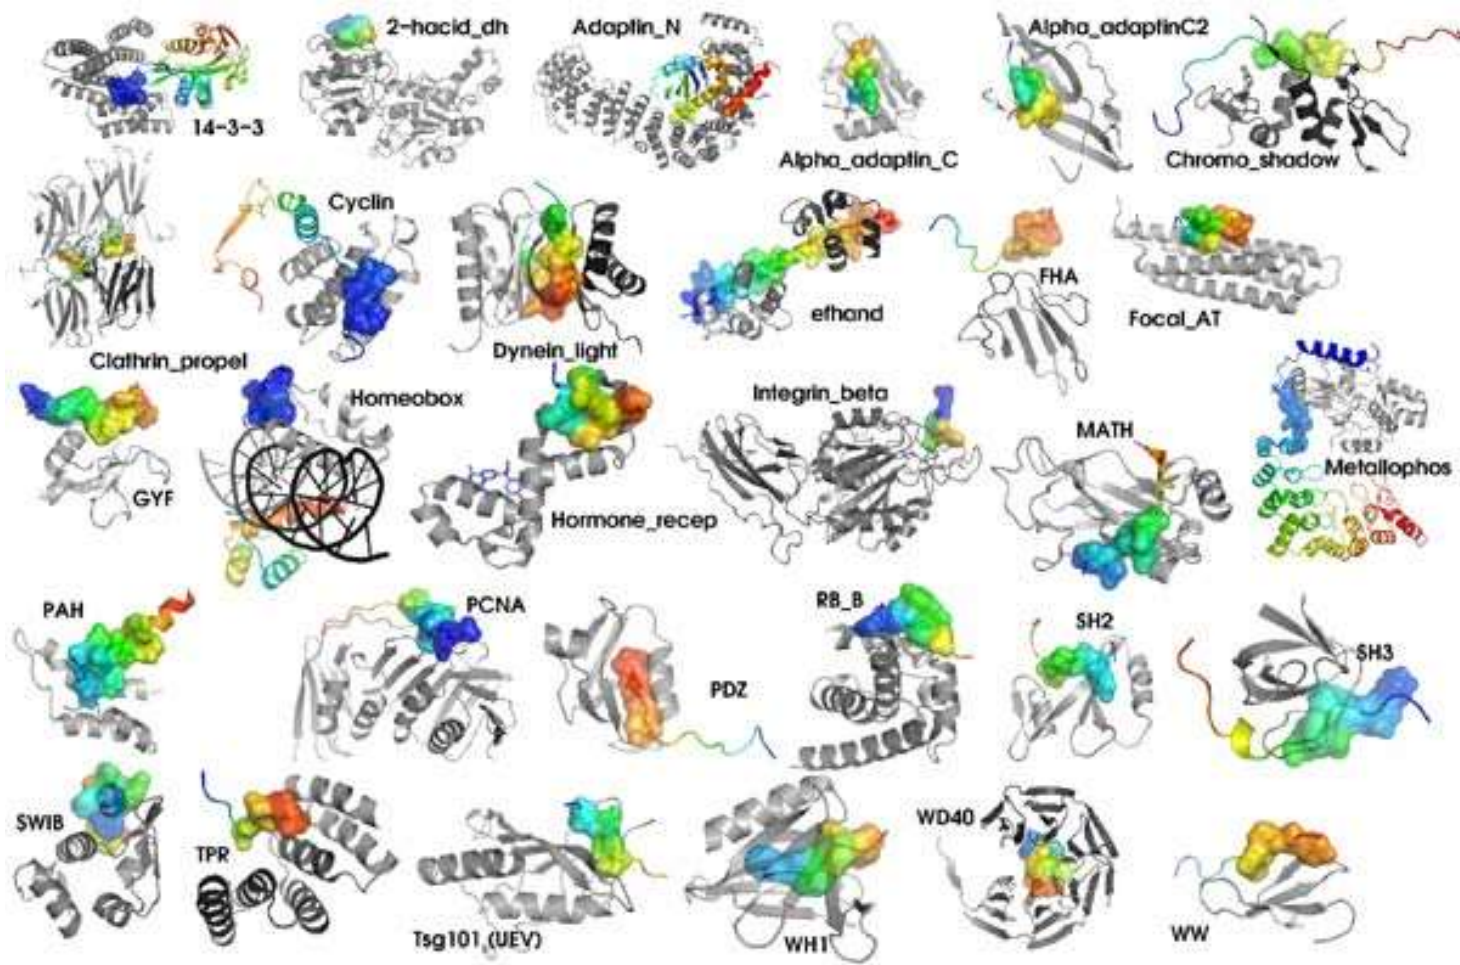 14-3-3
2-hacid_dh
Adaptin_N
Alpha_adaptin_C
Alpha_adaptinC2
Chromo_shadow
Clathrin_propel
Cyclin
Dynein_light
efhand
FHA
Focal_AT
GYF
Homeobox
Hormone_recep
Integrin_beta
MATH
Metallophos
PAH
PCNA
PDZ
RB_B
SH2
SH3
SWIB
TPR
Tsg101 (UEV)
WH1
WD40
WW